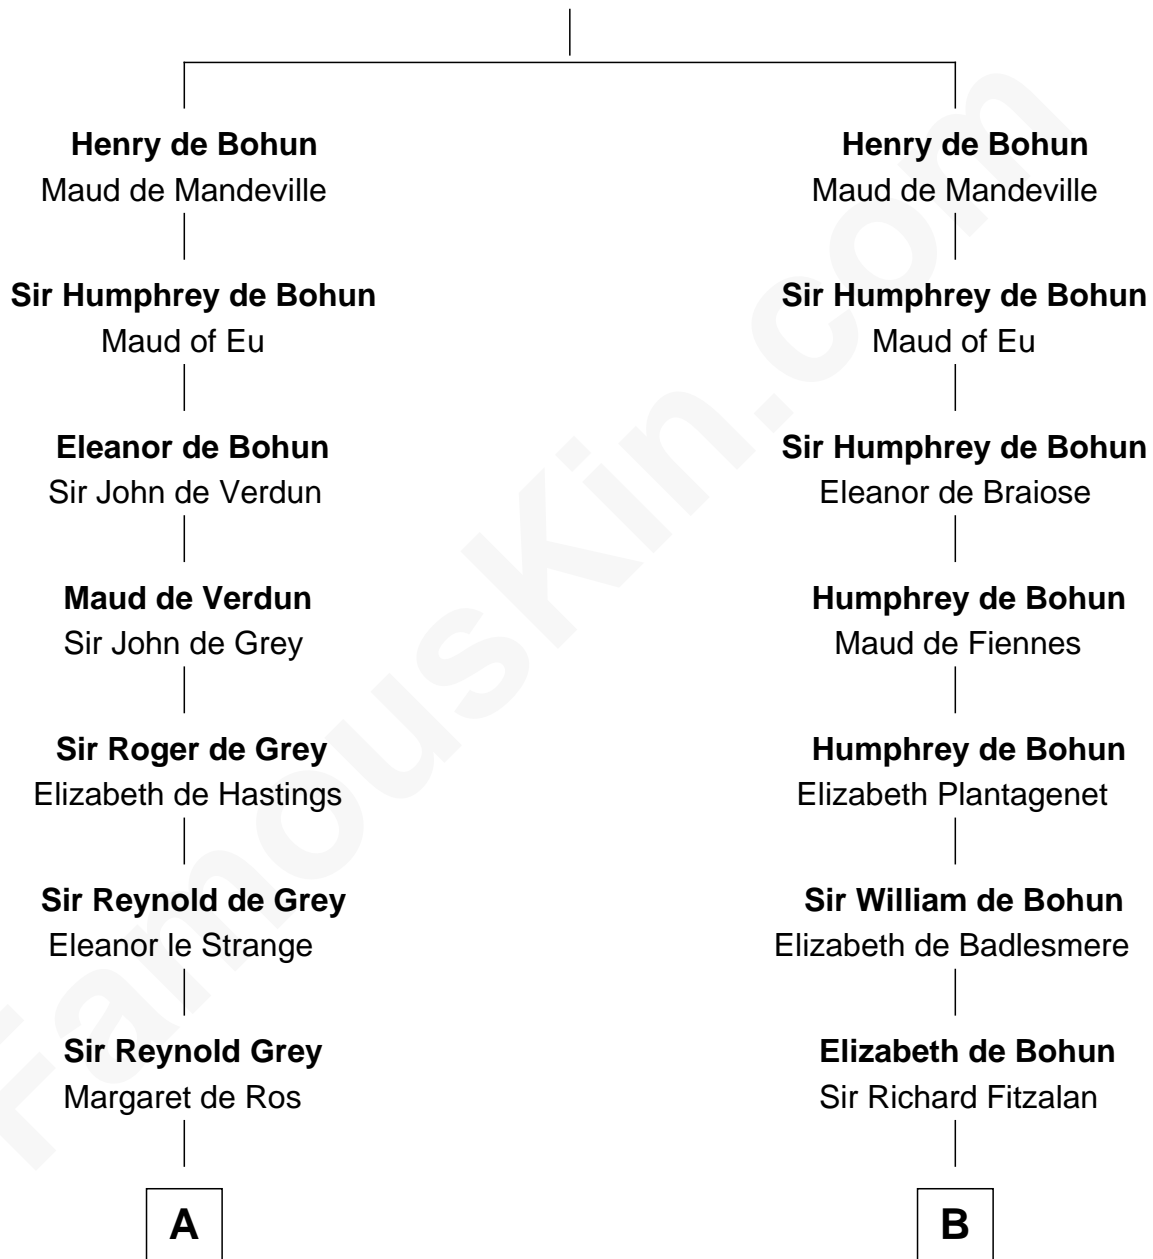 Henry de Bohun
Maud de Mandeville
Sir Humphrey de Bohun
Maud of Eu
Eleanor de Bohun
Sir John de Verdun
Maud de Verdun
Sir John de Grey
Sir Roger de Grey
Elizabeth de Hastings
Sir Reynold de Grey
Eleanor le Strange
Sir Reynold Grey
Margaret de Ros
A
Henry de Bohun
Maud de Mandeville
Sir Humphrey de Bohun
Maud of Eu
Sir Humphrey de Bohun
Eleanor de Braiose
Humphrey de Bohun
Maud de Fiennes
Humphrey de Bohun
Elizabeth Plantagenet
Sir William de Bohun
Elizabeth de Badlesmere
Elizabeth de Bohun
Sir Richard Fitzalan
B
FamousKin.com